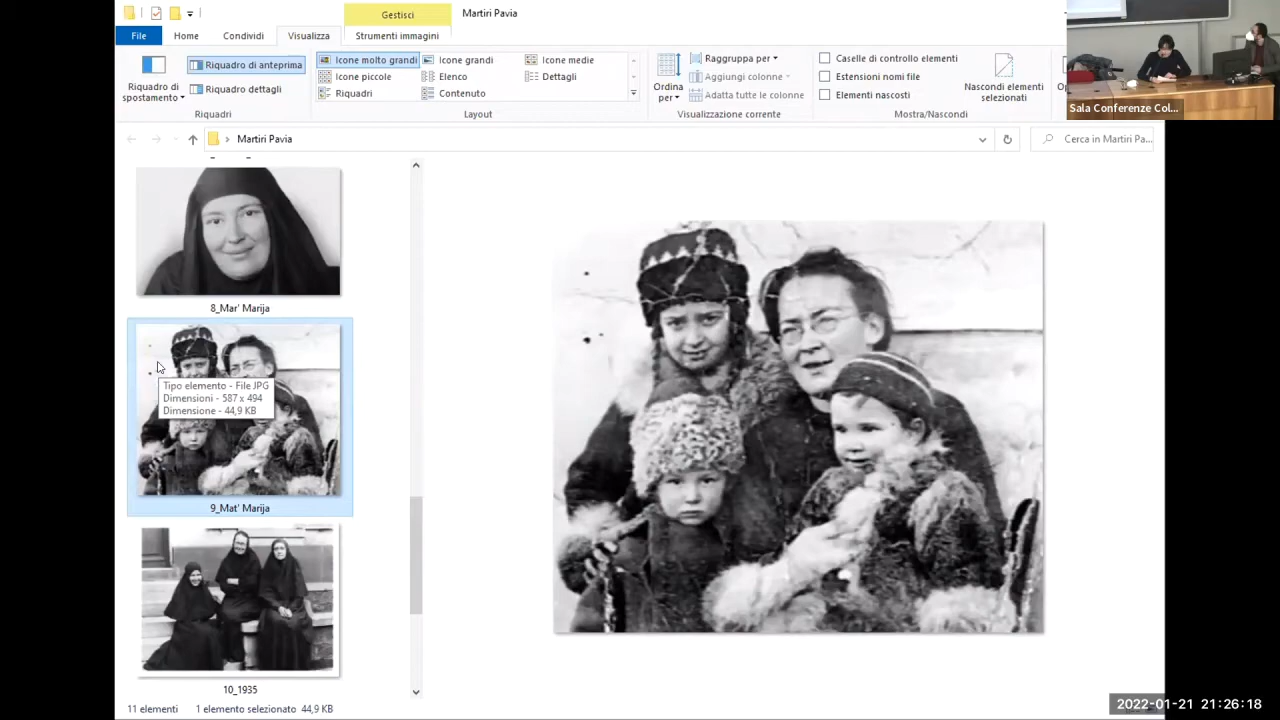 Gestisci
Martiri Pavia
File
Home
Condividi
Visualizza
Strumenti immagini
Riquadro di spostamento
Riquadro di anteprima
Riquadro dettagli
Riquadri
Icone molto grandi
Icone grandi
Icone medie
Icone piccole
Elenco
Dettagli
Riquadri
Contenuto
Layout
Ordina per
Raggruppa per
Aggiungi colonne
Adatta tutte le colonne
Visualizzazione corrente
Caselle di controllo elementi
Estensioni nomi file
Elementi nascosti
Nascondi elementi selezionati
Mostra/Nascondi
Sala Conferenze Col...
Martiri Pavia
Cerca in Martiri Pa...
8_Mar' Marija
Tipo elemento - File JPG
Dimensioni - 587 x 494
Dimensione - 44,9 KB
9_Mat' Marija
10_1935
11 elementi
1 elemento selezionato 44,9 KB
2022-01-21 21:26:18